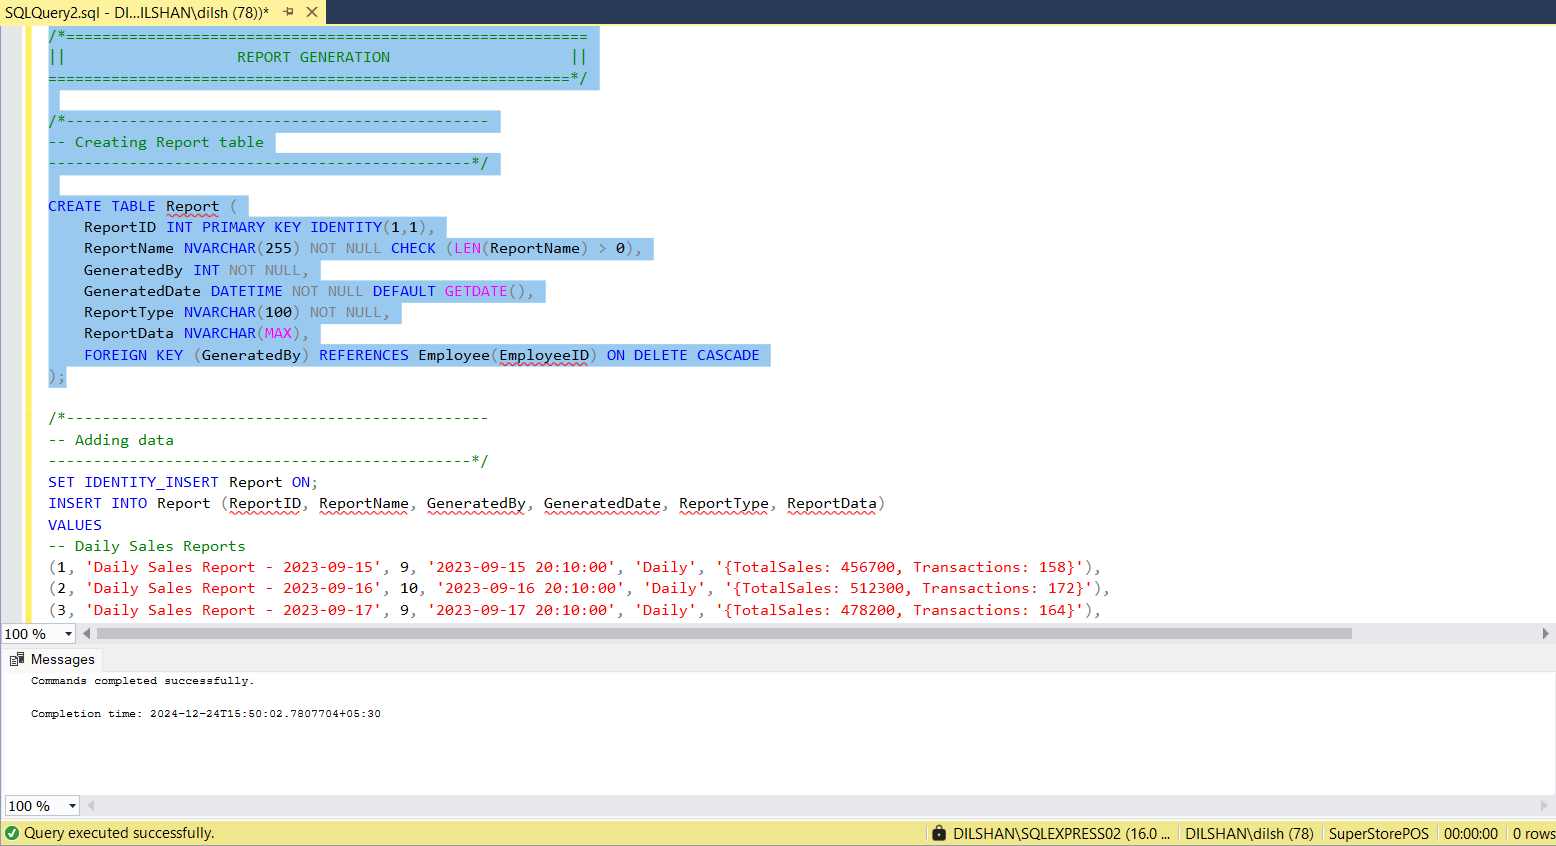 SQLQuery2.sql - DI...ILSHAN\dilsh (78))*
/*==========================================================
||                   REPORT GENERATION                    ||
==========================================================*/
/*-----------------------------------------------
-- Creating Report table
-----------------------------------------------*/
CREATE TABLE Report (
    ReportID INT PRIMARY KEY IDENTITY(1,1),
    ReportName NVARCHAR(255) NOT NULL CHECK (LEN(ReportName) > 0),
    GeneratedBy INT NOT NULL,
    GeneratedDate DATETIME NOT NULL DEFAULT GETDATE(),
    ReportType NVARCHAR(100) NOT NULL,
    ReportData NVARCHAR(MAX),
    FOREIGN KEY (GeneratedBy) REFERENCES Employee(EmployeeID) ON DELETE CASCADE
);
/*-----------------------------------------------
-- Adding data
-----------------------------------------------*/
SET IDENTITY_INSERT Report ON;
INSERT INTO Report (ReportID, ReportName, GeneratedBy, GeneratedDate, ReportType, ReportData)
VALUES
-- Daily Sales Reports
(1, 'Daily Sales Report - 2023-09-15', 9, '2023-09-15 20:10:00', 'Daily', '{TotalSales: 456700, Transactions: 158}'),
(2, 'Daily Sales Report - 2023-09-16', 10, '2023-09-16 20:10:00', 'Daily', '{TotalSales: 512300, Transactions: 172}'),
(3, 'Daily Sales Report - 2023-09-17', 9, '2023-09-17 20:10:00', 'Daily', '{TotalSales: 478200, Transactions: 164}'),
100 %
Messages
Commands completed successfully.
Completion time: 2024-12-24T15:50:02.7807704+05:30
100 %
Query executed successfully. DILSHAN\SQLEXPRESS02 (16.0 ... DILSHAN\dilsh (78) SuperStorePOS 00:00:00 0 rows